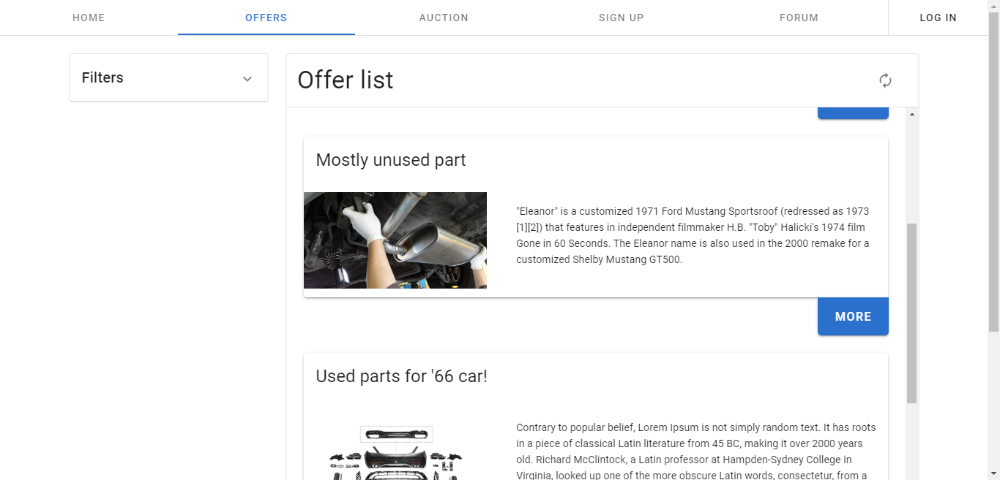 HOME OFFERS AUCTION SIGN UP FORUM LOG IN
Filters
Offer list
Mostly unused part
"Eleanor" is a customized 1971 Ford Mustang Sportsroof (redressed as 1973
[1][2]) that features in independent filmmaker H.B. "Toby" Halicki's 1974 film
Gone in 60 Seconds. The Eleanor name is also used in the 2000 remake for a
customized Shelby Mustang GT500.
MORE
Used parts for '66 car!
Contrary to popular belief, Lorem Ipsum is not simply random text. It has roots
in a piece of classical Latin literature from 45 BC, making it over 2000 years
old. Richard McClintock, a Latin professor at Hampden-Sydney College in
Virginia, looked up one of the more obscure Latin words, consectetur, from a